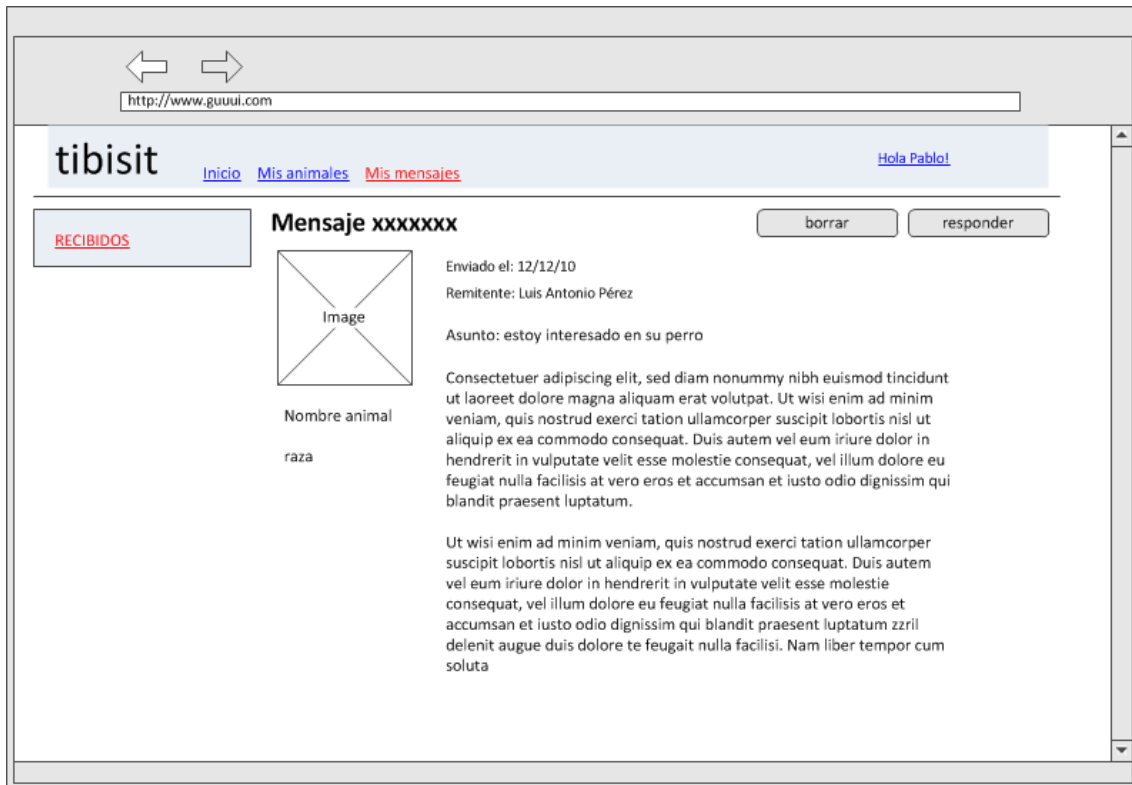 http://www.guuui.com
tibisit
Inicio Mis animales Mis mensajes
Hola Pablo!
RECIBIDOS
Mensaje xxxxxxx
borrar
responder
Image
Nombre animal
raza
Enviado el: 12/12/10
Remitente: Luis Antonio Pérez
Asunto: estoy interesado en su perro
Consectetuer adipiscing elit, sed diam nonummy nibh euismod tincidunt
ut laoreet dolore magna aliquam erat volutpat. Ut wisi enim ad minim
veniam, quis nostrud exerci tation ullamcorper suscipit lobortis nisl ut
aliquip ex ea commodo consequat. Duis autem vel eum iriure dolor in
hendrerit in vulputate velit esse molestie consequat, vel illum dolore eu
feugiat nulla facilisis at vero eros et accumsan et iusto odio dignissim qui
blandit praesent luptatum.
Ut wisi enim ad minim veniam, quis nostrud exerci tation ullamcorper
suscipit lobortis nisl ut aliquip ex ea commodo consequat. Duis autem
vel eum iriure dolor in hendrerit in vulputate velit esse molestie
consequat, vel illum dolore eu feugiat nulla facilisis at vero eros et
accumsan et iusto odio dignissim qui blandit praesent luptatum zzril
delenit augue duis dolore te feugait nulla facilisi. Nam liber tempor cum
soluta